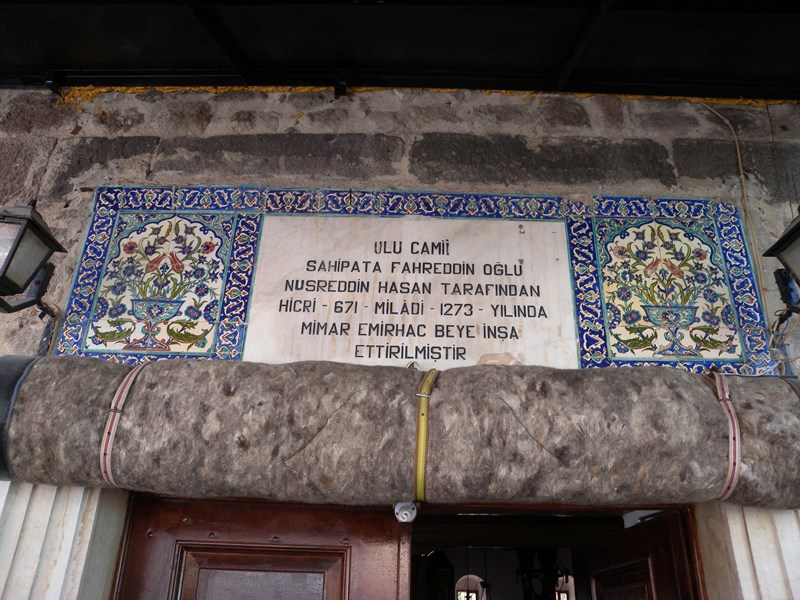 ULU CAMİİ
SAHİPATA FAHREDDİN OĞLU
NUSREDDİN HASAN TARAFINDAN
HİCRİ - 671 - MİLÂDİ - 1273 - YILINDA
MİMAR EMİRHAC BEYE İNŞA
ETTİRİLMİŞTİR